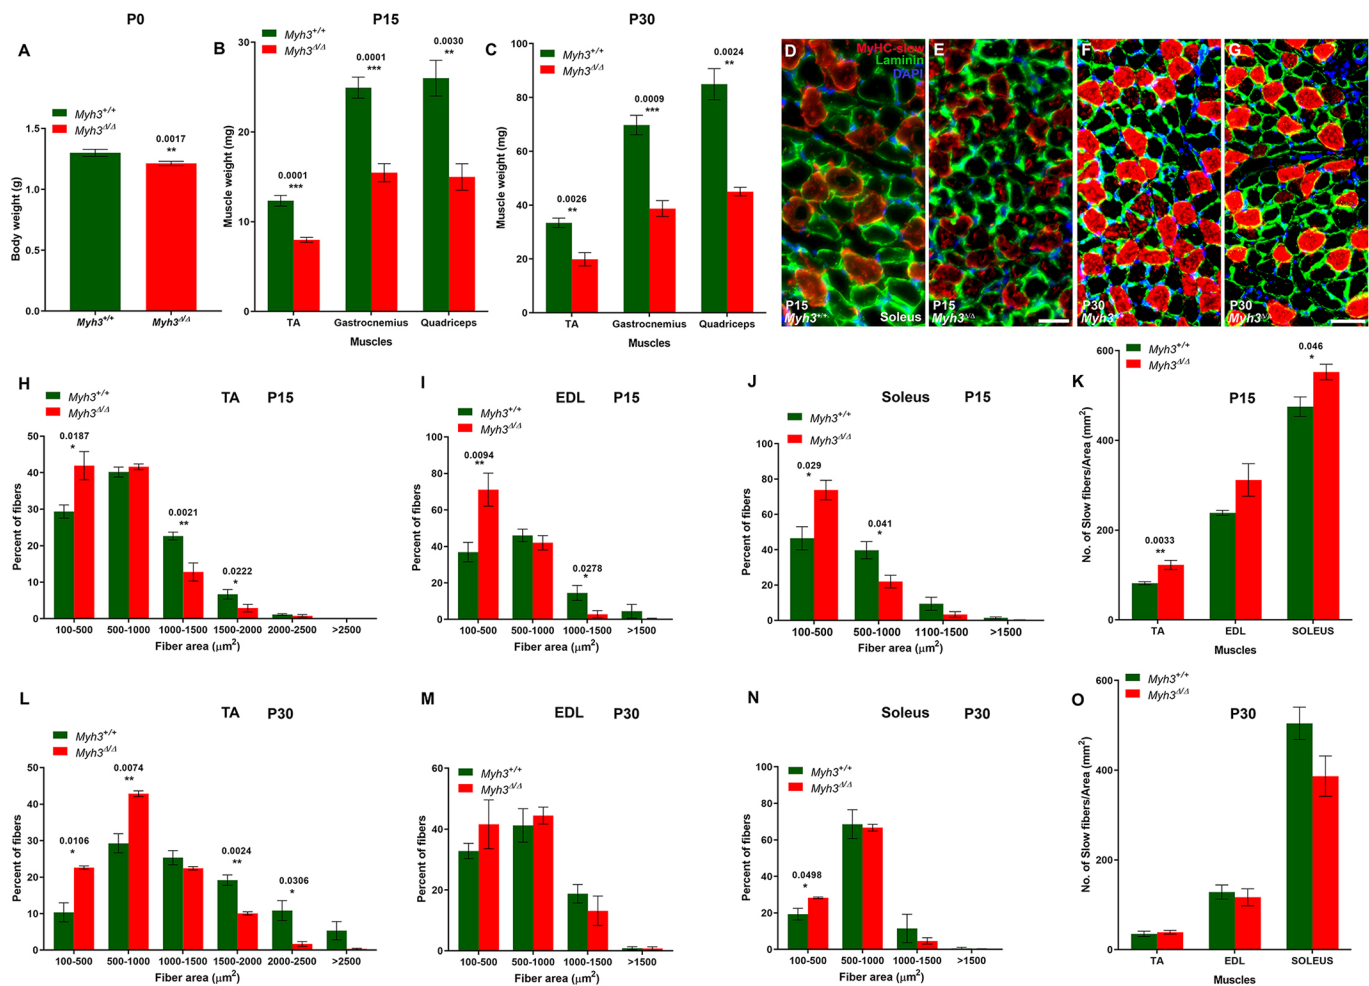 P0
P15
P30
A
Myh3+/+
Myh3Δ/Δ
0.0017
**
Body weight (g)
1.5
1.0
0.5
0.0
Myh3+/+
Myh3Δ/Δ
B
Myh3+/+
Myh3Δ/Δ
Muscle weight (mg)
30
20
10
0
0.0001
***
0.0001
***
0.0030
**
TA
Gastrocnemius
Quadriceps
Muscles
C
Myh3+/+
Myh3Δ/Δ
Muscle weight (mg)
100
80
60
40
20
0
0.0026
**
0.0009
***
0.0024
**
TA
Gastrocnemius
Quadriceps
Muscles
D
MyHC-slow
Laminin
DAPI
P15
Myh3+/+
Soleus
E
P15
Myh3Δ/Δ
F
P30
Myh3+/+
G
P30
Myh3Δ/Δ
H
TA P15
Myh3+/+
Myh3Δ/Δ
Percent of fibers
50
40
30
20
10
0
0.0187
*
0.0021
**
0.0222
*
100-500
500-1000
1000-1500
1500-2000
2000-2500
>2500
Fiber area (μm2)
I
EDL P15
Myh3+/+
Myh3Δ/Δ
Percent of fibers
100
80
60
40
20
0
0.0094
**
0.0278
*
100-500
500-1000
1000-1500
>1500
Fiber area (μm2)
J
Soleus P15
Myh3+/+
Myh3Δ/Δ
Percent of fibers
100
80
60
40
20
0
0.029
*
0.041
*
100-500
500-1000
1100-1500
>1500
Fiber area (μm2)
K
P15
Myh3+/+
Myh3Δ/Δ
No. of Slow fibers/Area (mm2)
600
400
200
0
0.0033
**
0.046
*
TA
EDL
SOLEUS
Muscles
L
TA P30
Myh3+/+
Myh3Δ/Δ
Percent of fibers
50
40
30
20
10
0
0.0106
*
0.0074
**
0.0024
**
0.0306
*
100-500
500-1000
1000-1500
1500-2000
2000-2500
>2500
Fiber area (μm2)
M
EDL P30
Myh3+/+
Myh3Δ/Δ
Percent of fibers
60
40
20
0
100-500
500-1000
1000-1500
>1500
Fiber area (μm2)
N
Soleus P30
Myh3+/+
Myh3Δ/Δ
Percent of fibers
100
80
60
40
20
0
0.0498
*
100-500
500-1000
1000-1500
>1500
Fiber area (μm2)
O
P30
Myh3+/+
Myh3Δ/Δ
No. of Slow fibers/Area (mm2)
600
400
200
0
TA
EDL
SOLEUS
Muscles